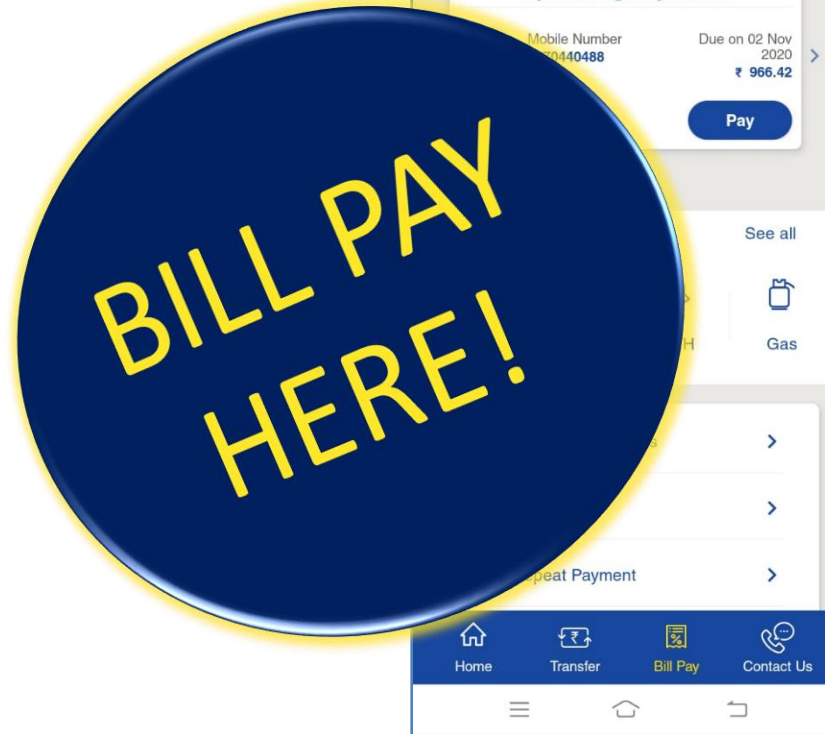 Mobile Number
Due on 02 Nov
2020
70440488
₹ 966.42
Pay
See all
BILL PAY
HERE!
H
Gas
s
peat Payment
Home
Transfer
Bill Pay
Contact Us